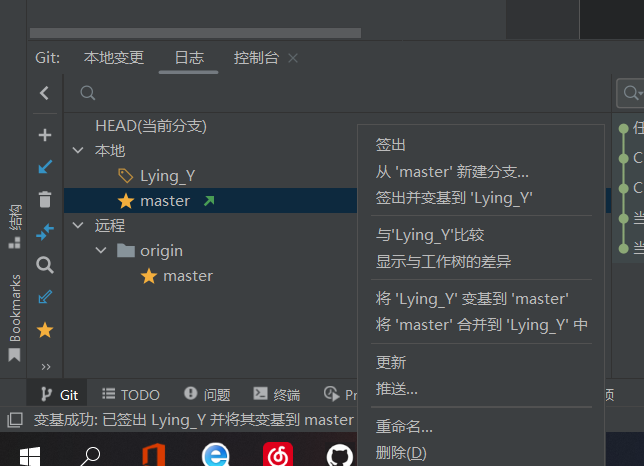 Git: 本地变更 日志 控制台
HEAD(当前分支)
本地
Lying_Y
master
远程
origin
master
签出
从 'master' 新建分支...
签出并变基到 'Lying_Y'
与'Lying_Y'比较
显示与工作树的差异
将 'Lying_Y' 变基到 'master'
将 'master' 合并到 'Lying_Y' 中
更新
推送...
重命名...
删除(D)
C
C
当
当
结构
Bookmarks
Git TODO 问题 终端
变基成功: 已签出 Lying_Y 并将其变基到 master